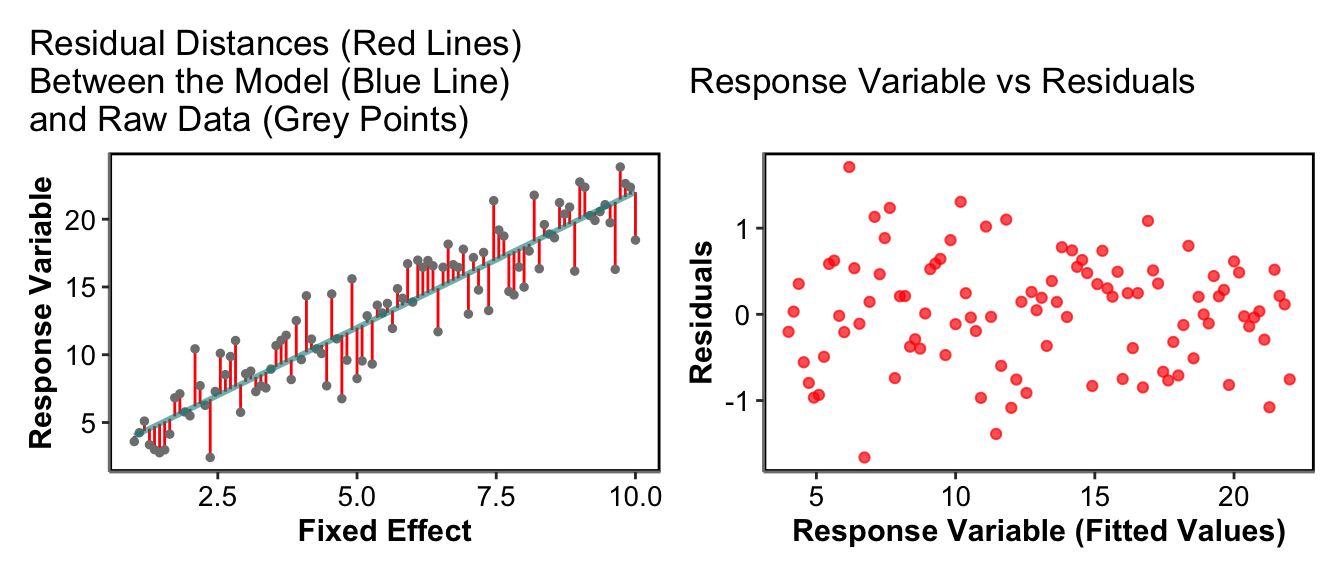 Residual Distances (Red Lines)
Between the Model (Blue Line)
and Raw Data (Grey Points)
Response Variable
20
15
10
5
2.5 5.0 7.5 10.0
Fixed Effect
Response Variable vs Residuals
Residuals
1
0
-1
5 10 15 20
Response Variable (Fitted Values)